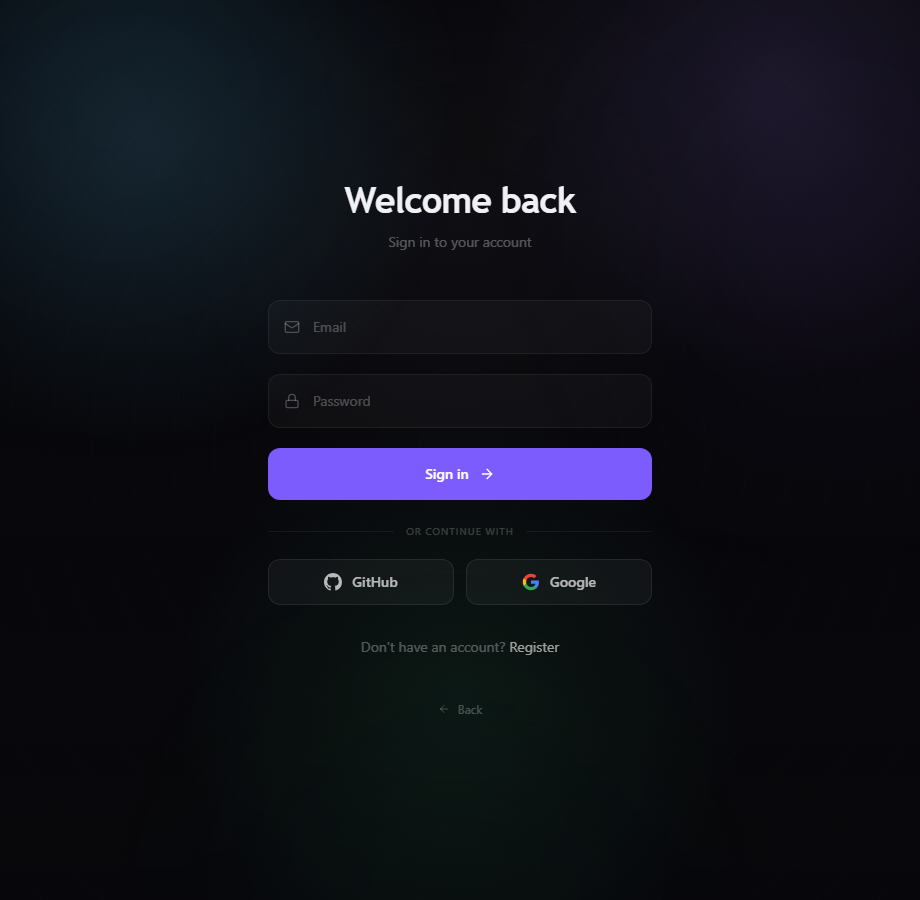 Welcome back
Sign in to your account
Email
Password
Sign in
OR CONTINUE WITH
GitHub
Google
Don't have an account? Register
Back